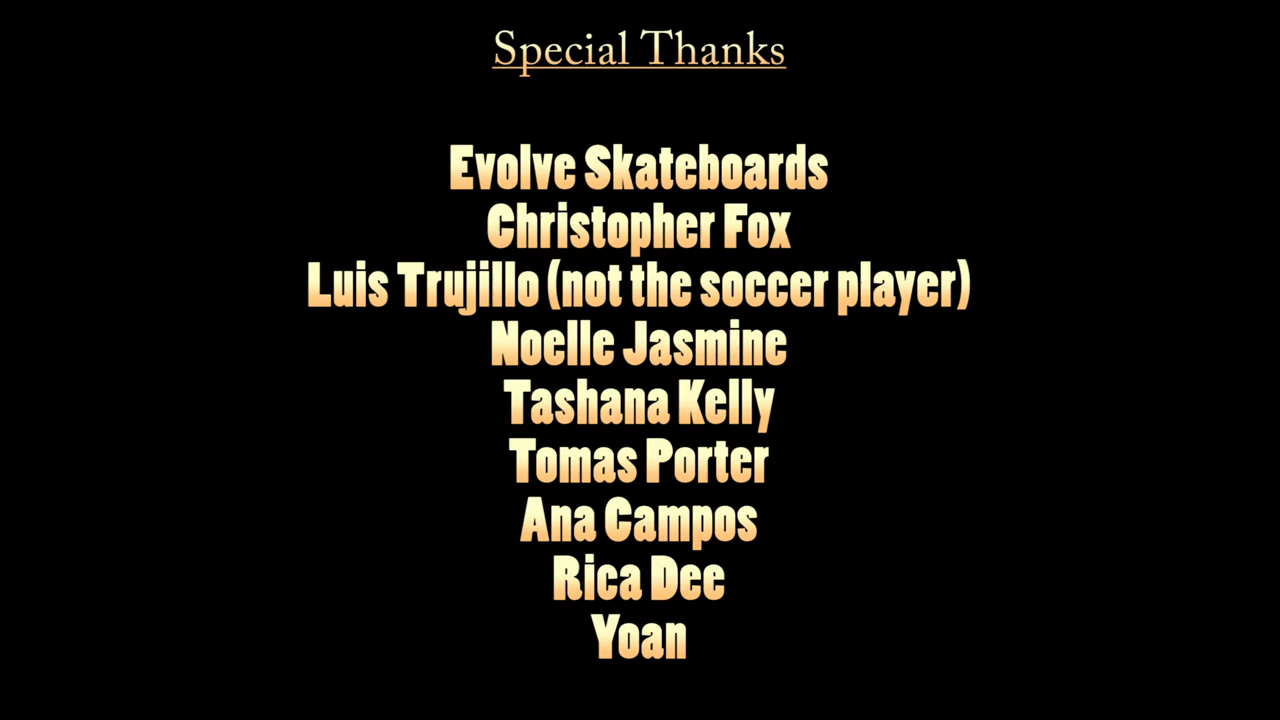 Special Thanks
Evolve Skateboards
Christopher Fox
Luis Trujillo (not the soccer player)
Noelle Jasmine
Tashana Kelly
Tomas Porter
Ana Campos
Rica Dee
Yoan